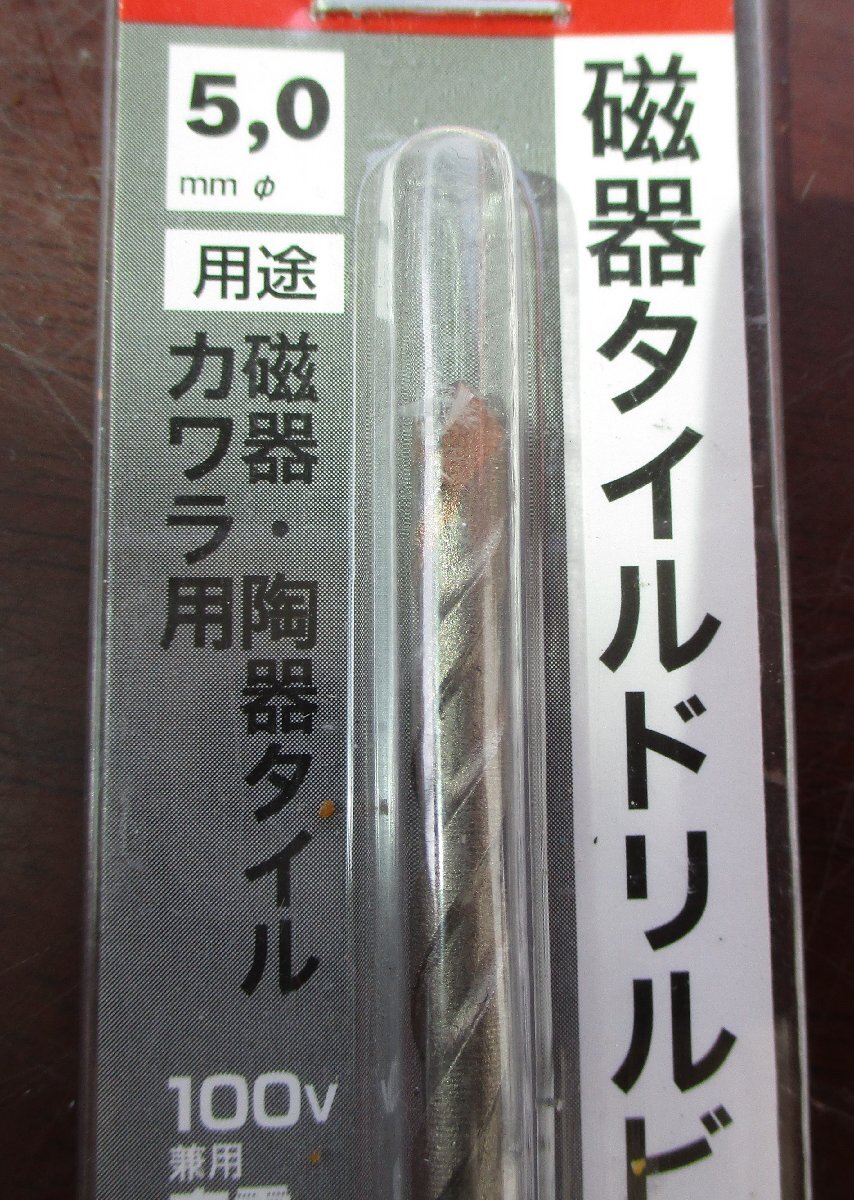 磁器タイルドリルビ
5,0
mm φ
用途
磁器・陶器タイル
カワラ用
100V
兼用